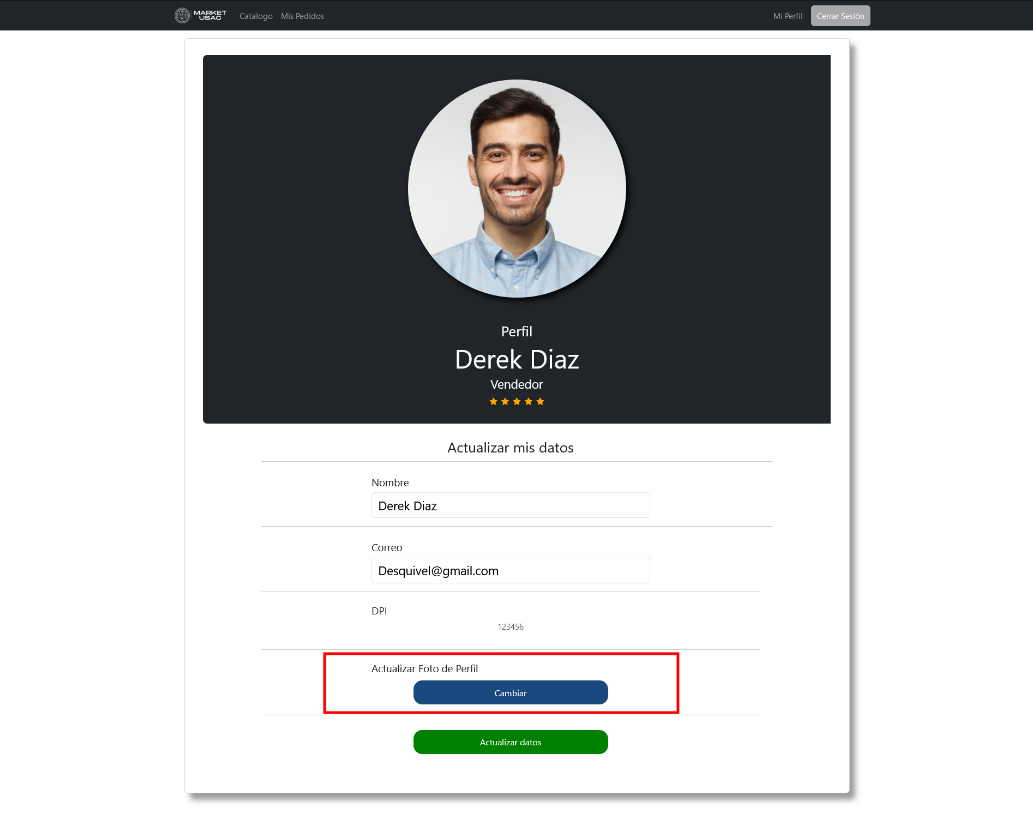 MARKET
USAC
Catalogo Mis Pedidos Mi Perfil Cerrar Sesión
Perfil
Derek Diaz
Vendedor
Actualizar mis datos
Nombre
Derek Diaz
Correo
Desquivel@gmail.com
DPI
123456
Actualizar Foto de Perfil
Cambiar
Actualizar datos